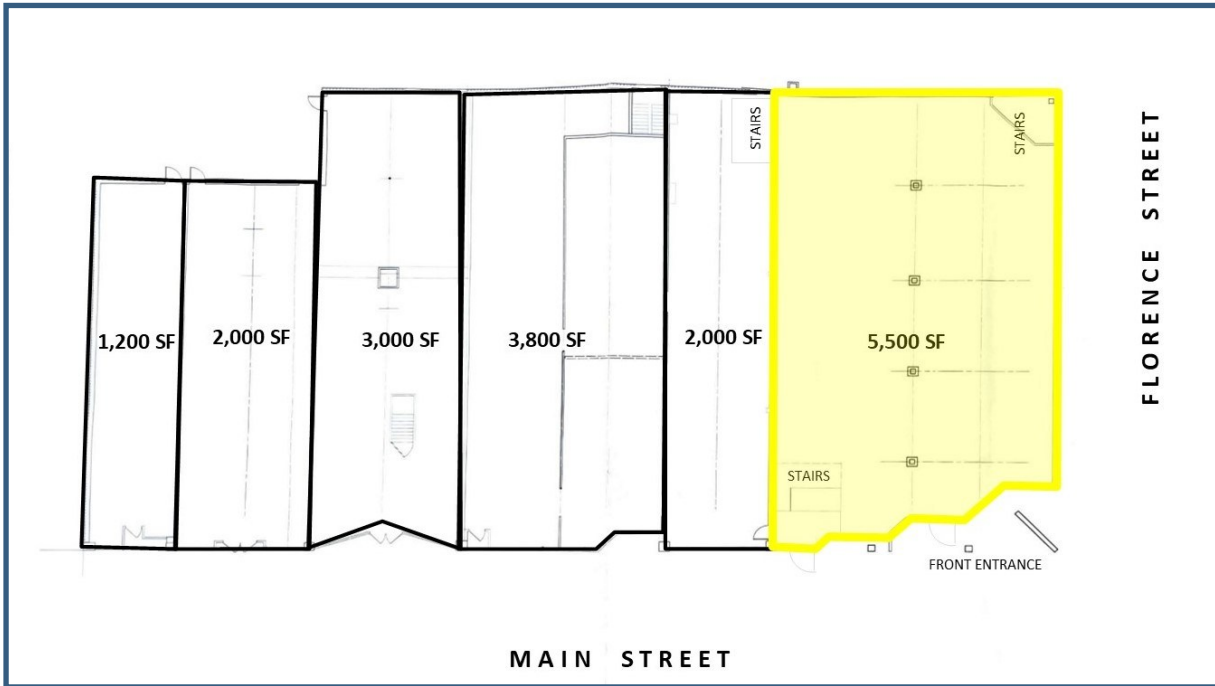 STAIRS
STAIRS
FLORENCE STREET
1,200 SF
2,000 SF
3,000 SF
3,800 SF
2,000 SF
5,500 SF
STAIRS
FRONT ENTRANCE
MAIN STREET